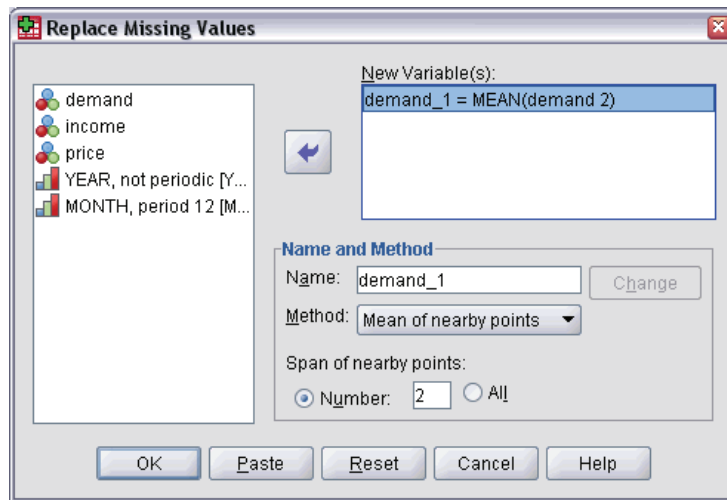 Replace Missing Values
demand
income
price
YEAR, not periodic [Y...
MONTH, period 12 [M...
New Variable(s):
demand_1 = MEAN(demand 2)
Name and Method
Name: demand_1 Change
Method: Mean of nearby points
Span of nearby points:
Number: 2 All
OK Paste Reset Cancel Help